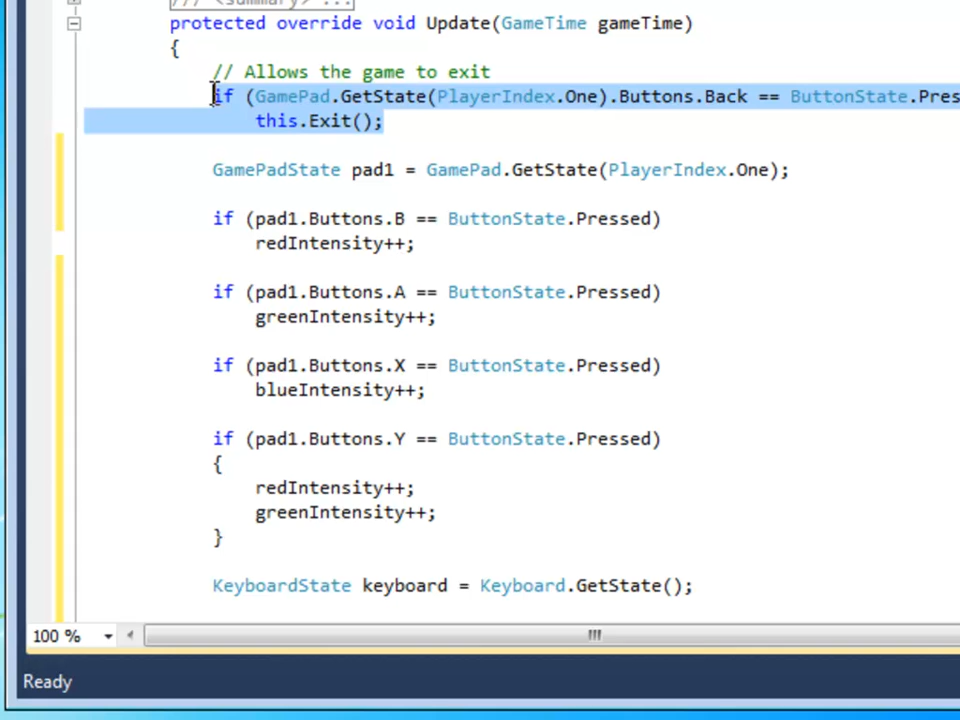 /// <summary> ...
protected override void Update(GameTime gameTime)
{
// Allows the game to exit
if (GamePad.GetState(PlayerIndex.One).Buttons.Back == ButtonState.Pres
this.Exit();
GamePadState pad1 = GamePad.GetState(PlayerIndex.One);
if (pad1.Buttons.B == ButtonState.Pressed)
redIntensity++;
if (pad1.Buttons.A == ButtonState.Pressed)
greenIntensity++;
if (pad1.Buttons.X == ButtonState.Pressed)
blueIntensity++;
if (pad1.Buttons.Y == ButtonState.Pressed)
{
redIntensity++;
greenIntensity++;
}
KeyboardState keyboard = Keyboard.GetState();
100 %
Ready